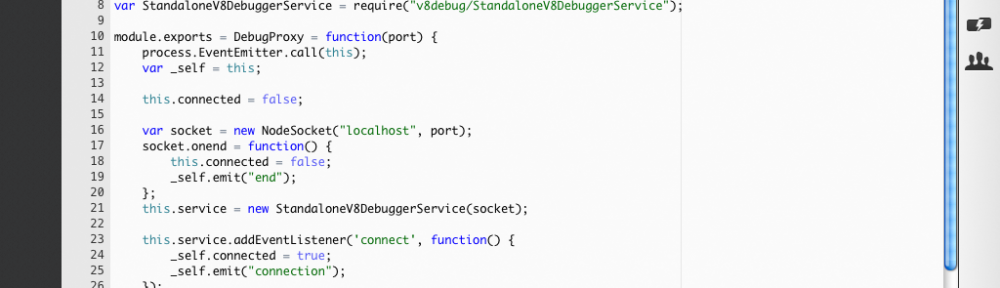 8 var StandaloneV8DebuggerService = require("v8debug/StandaloneV8DebuggerService");
9
10 module.exports = DebugProxy = function(port) {
11     process.EventEmitter.call(this);
12     var _self = this;
13
14     this.connected = false;
15
16     var socket = new NodeSocket("localhost", port);
17     socket.onend = function() {
18         this.connected = false;
19         _self.emit("end");
20     };
21     this.service = new StandaloneV8DebuggerService(socket);
22
23     this.service.addEventListener('connect', function() {
24         _self.connected = true;
25         _self.emit("connection");
26     });